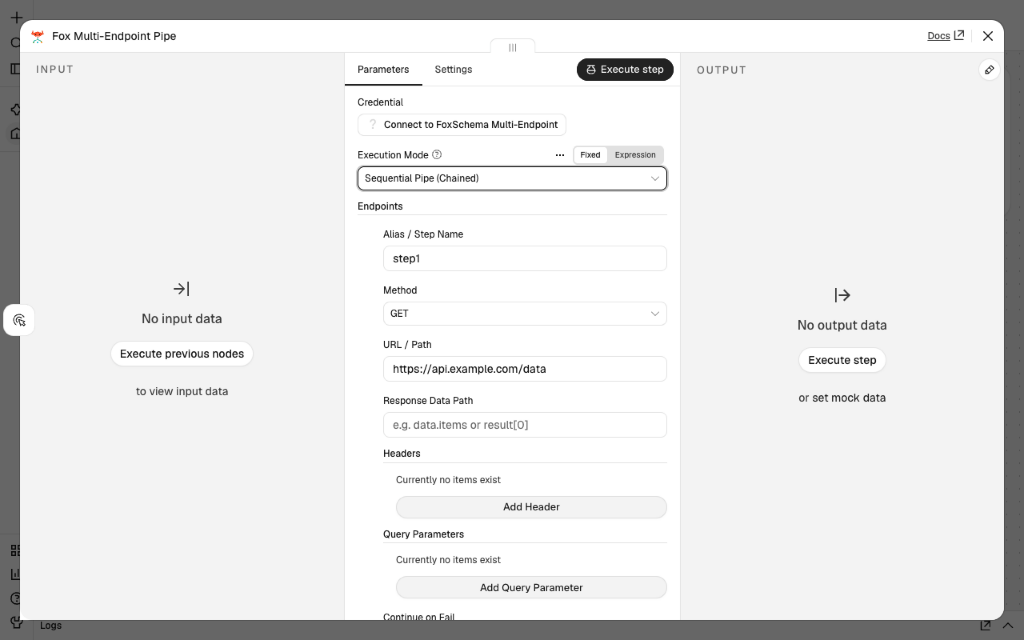 Fox Multi-Endpoint Pipe
Docs
INPUT
Parameters
Settings
Execute step
OUTPUT
Credential
Connect to FoxSchema Multi-Endpoint
Execution Mode
Fixed
Expression
Sequential Pipe (Chained)
Endpoints
Alias / Step Name
step1
Method
GET
URL / Path
https://api.example.com/data
Response Data Path
e.g. data.items or result[0]
Headers
Currently no items exist
Add Header
Query Parameters
Currently no items exist
Add Query Parameter
Continue on Fail
No input data
Execute previous nodes
to view input data
No output data
Execute step
or set mock data
Logs